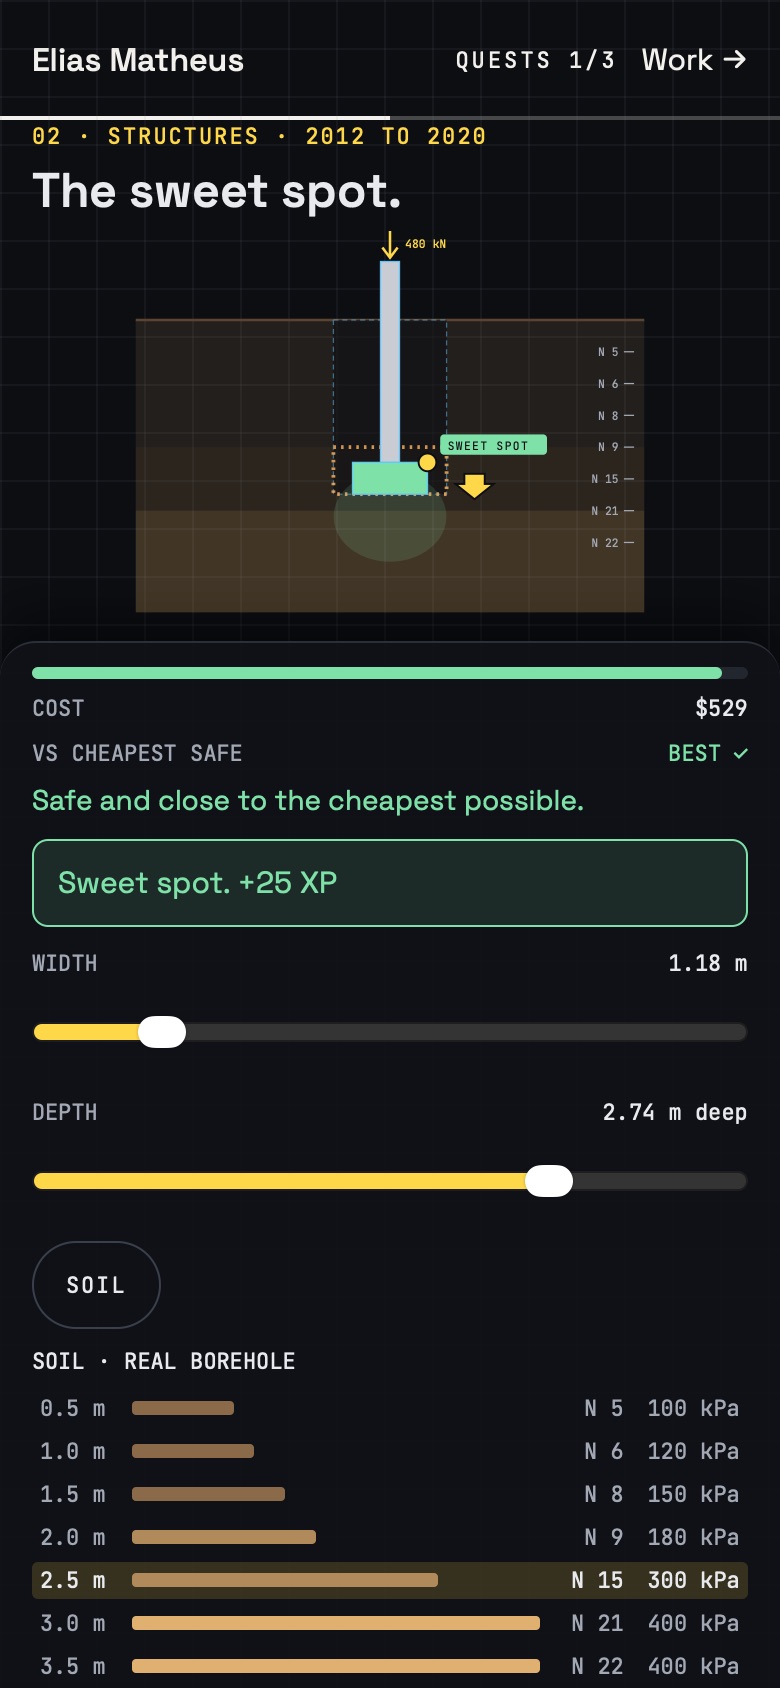 Elias Matheus
QUESTS 1/3 Work →
02 · STRUCTURES · 2012 TO 2020
The sweet spot.
480 kN
N 5
N 6
N 8
N 9
SWEET SPOT
N 15
N 21
N 22
COST $529
VS CHEAPEST SAFE BEST ✓
Safe and close to the cheapest possible.
Sweet spot. +25 XP
WIDTH 1.18 m
DEPTH 2.74 m deep
SOIL
SOIL · REAL BOREHOLE
0.5 m N 5 100 kPa
1.0 m N 6 120 kPa
1.5 m N 8 150 kPa
2.0 m N 9 180 kPa
2.5 m N 15 300 kPa
3.0 m N 21 400 kPa
3.5 m N 22 400 kPa